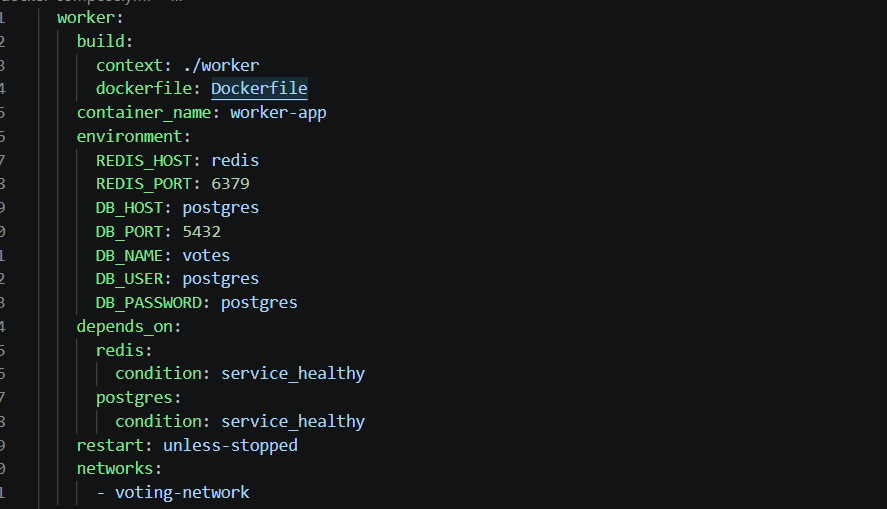 worker:
build:
context: ./worker
dockerfile: Dockerfile
container_name: worker-app
environment:
REDIS_HOST: redis
REDIS_PORT: 6379
DB_HOST: postgres
DB_PORT: 5432
DB_NAME: votes
DB_USER: postgres
DB_PASSWORD: postgres
depends_on:
redis:
condition: service_healthy
postgres:
condition: service_healthy
restart: unless-stopped
networks:
- voting-network